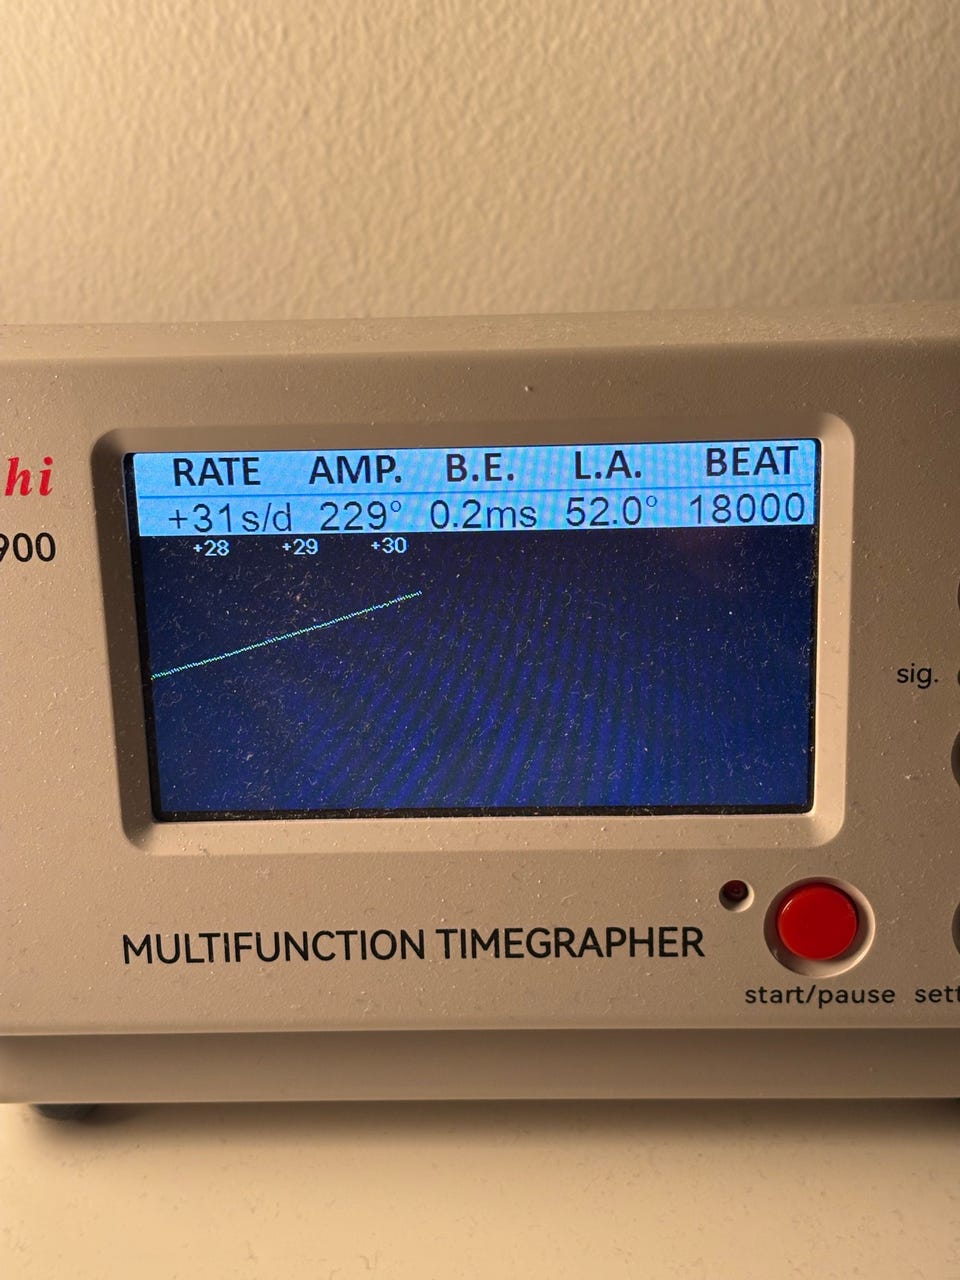 RATE AMP. B.E. L.A. BEAT
+31s/d 229° 0.2ms 52.0° 18000
+28 +29 +30
hi
900
sig.
MULTIFUNCTION TIMEGRAPHER
start/pause sett